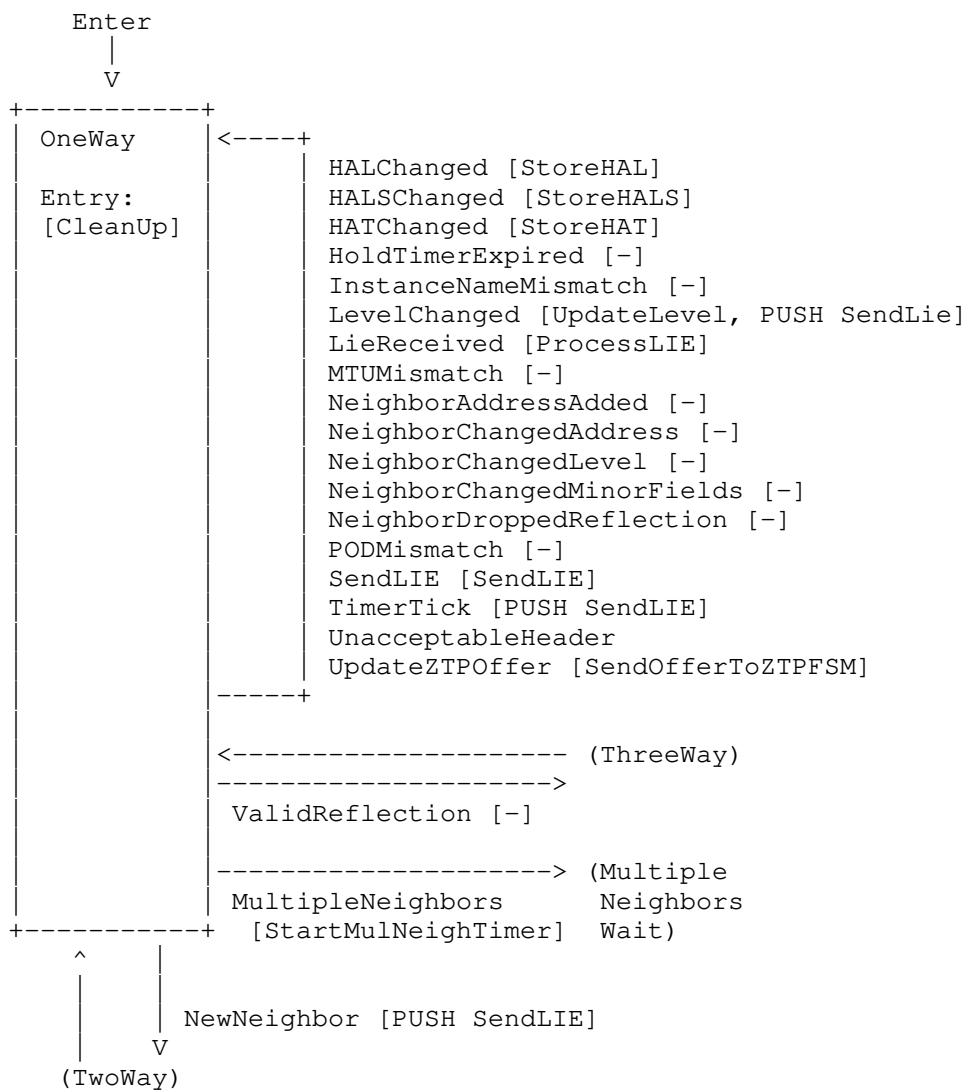 Enter
|
V
+-----------+
| OneWay |<----+
| | | HALChanged [StoreHAL]
| Entry: | | HALSChanged [StoreHALS]
| [CleanUp] | | HATChanged [StoreHAT]
| | | HoldTimerExpired [-]
| | | InstanceNameMismatch [-]
| | | LevelChanged [UpdateLevel, PUSH SendLie]
| | | LieReceived [ProcessLIE]
| | | MTUMismatch [-]
| | | NeighborAddressAdded [-]
| | | NeighborChangedAddress [-]
| | | NeighborChangedLevel [-]
| | | NeighborChangedMinorFields [-]
| | | NeighborDroppedReflection [-]
| | | PODMismatch [-]
| | | SendLIE [SendLIE]
| | | TimerTick [PUSH SendLIE]
| | | UnacceptableHeader
| | | UpdateZTPOffer [SendOfferToZTPFSM]
| |-----+
| |
| |<--------------------- (ThreeWay)
| |--------------------->
| | ValidReflection [-]
| |
| |---------------------> (Multiple
| | MultipleNeighbors Neighbors
+-----------+ [StartMulNeighTimer] Wait)
^ |
| |
| | NewNeighbor [PUSH SendLIE]
| V
(TwoWay)